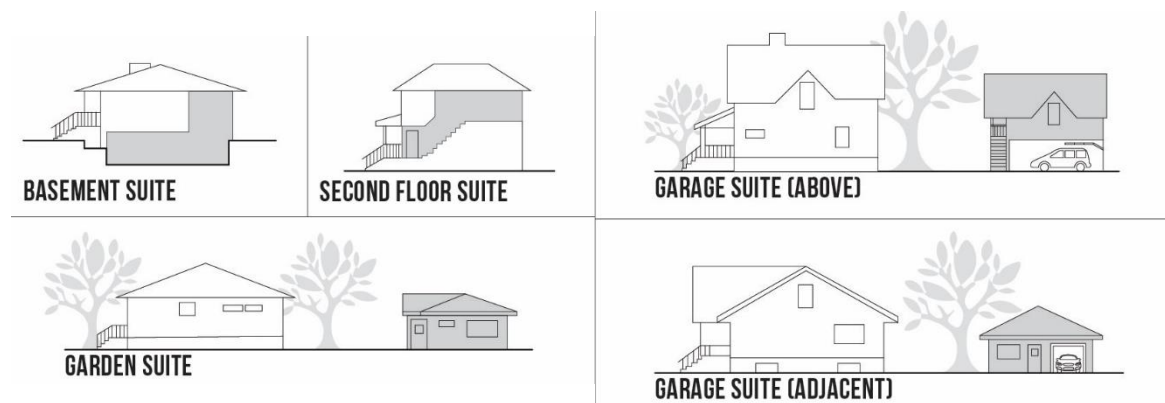 BASEMENT SUITE
SECOND FLOOR SUITE
GARAGE SUITE (ABOVE)
GARDEN SUITE
GARAGE SUITE (ADJACENT)